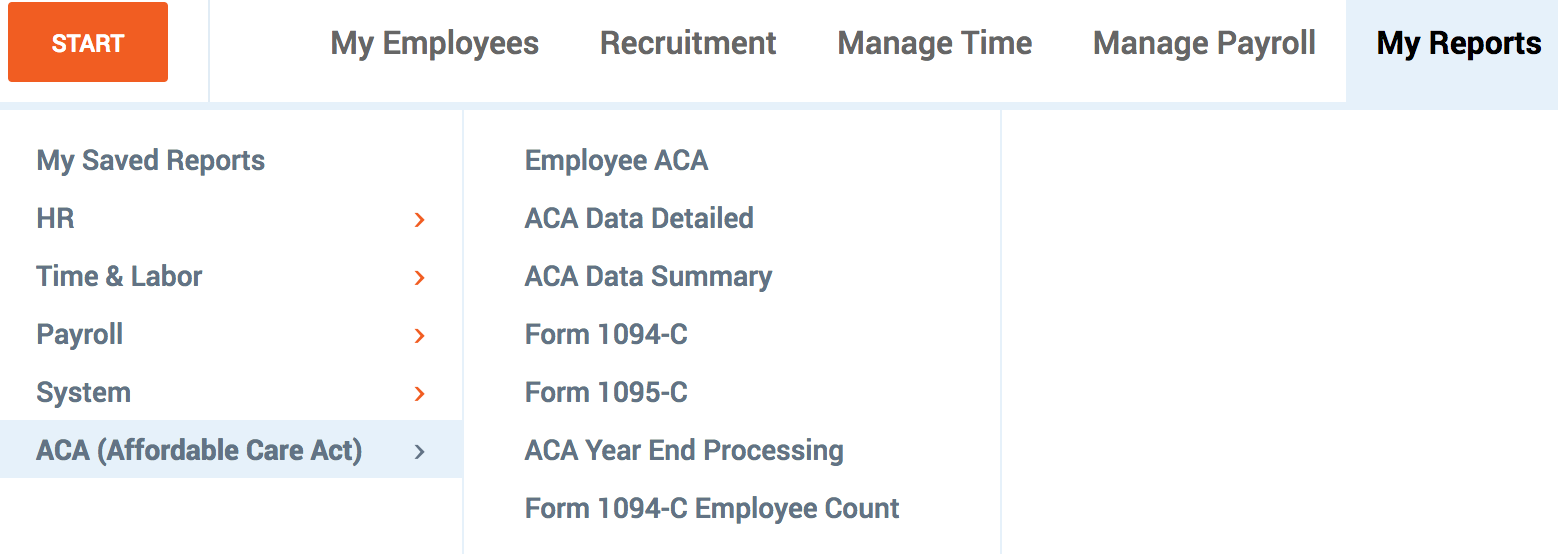 START
My Employees
Recruitment
Manage Time
Manage Payroll
My Reports
My Saved Reports
HR
Time & Labor
Payroll
System
ACA (Affordable Care Act)
Employee ACA
ACA Data Detailed
ACA Data Summary
Form 1094-C
Form 1095-C
ACA Year End Processing
Form 1094-C Employee Count